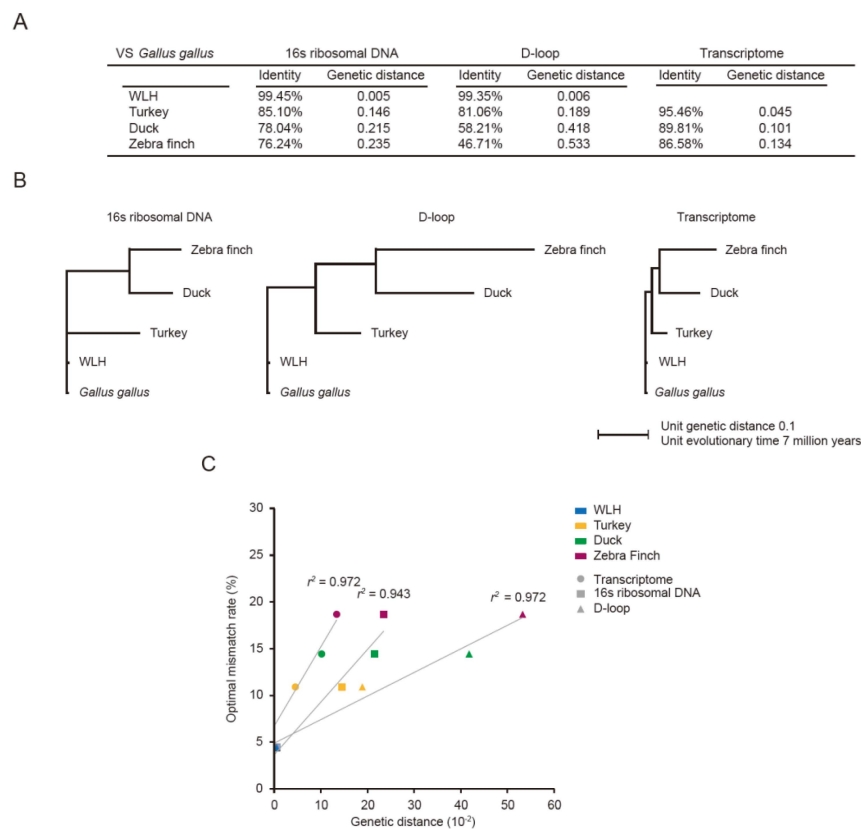 A
VS Gallus gallus 16s ribosomal DNA D-loop Transcriptome
Identity Genetic distance Identity Genetic distance Identity Genetic distance
WLH 99.45% 0.005 99.35% 0.006
Turkey 85.10% 0.146 81.06% 0.189 95.46% 0.045
Duck 78.04% 0.215 58.21% 0.418 89.81% 0.101
Zebra finch 76.24% 0.235 46.71% 0.533 86.58% 0.134
B
16s ribosomal DNA D-loop Transcriptome
Zebra finch Zebra finch Zebra finch
Duck Duck Duck
Turkey Turkey Turkey
WLH WLH WLH
Gallus gallus Gallus gallus Gallus gallus
Unit genetic distance 0.1
Unit evolutionary time 7 million years
C
Optimal mismatch rate (%)
30
25
20
15
10
5
0
r² = 0.972
r² = 0.943
r² = 0.972
WLH
Turkey
Duck
Zebra Finch
Transcriptome
16s ribosomal DNA
D-loop
0 10 20 30 40 50 60
Genetic distance (10⁻²)